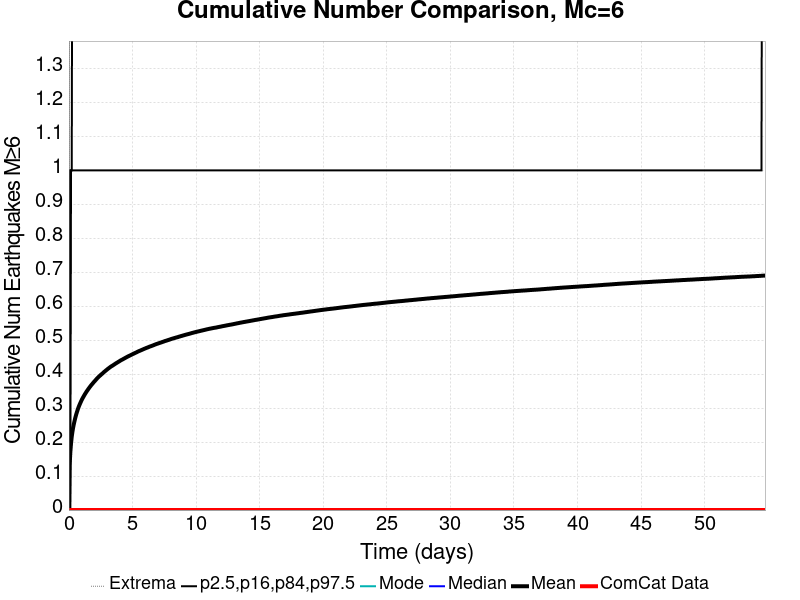 Cumulative Number Comparison, Mc=6
Cumulative Num Earthquakes M≥6
1.3
1.2
1.1
1
0.9
0.8
0.7
0.6
0.5
0.4
0.3
0.2
0.1
0
0 5 10 15 20 25 30 35 40 45 50
Time (days)
Extrema p2.5,p16,p84,p97.5 Mode Median Mean ComCat Data